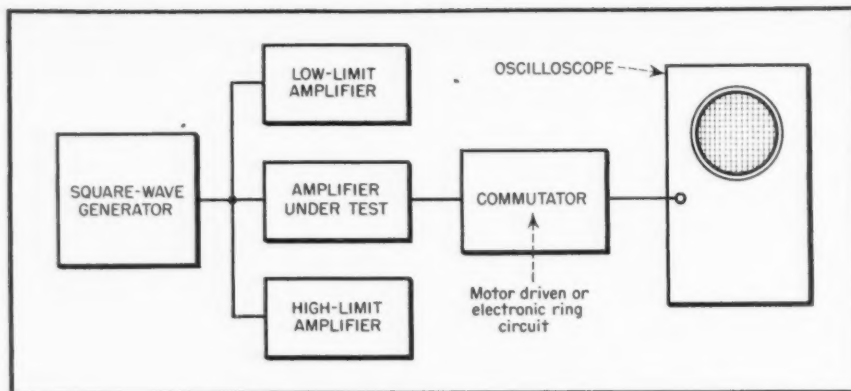 LOW-LIMIT
AMPLIFIER
OSCILLOSCOPE
SQUARE-WAVE
GENERATOR
AMPLIFIER
UNDER TEST
COMMUTATOR
HIGH-LIMIT
AMPLIFIER
Motor driven or
electronic ring
circuit